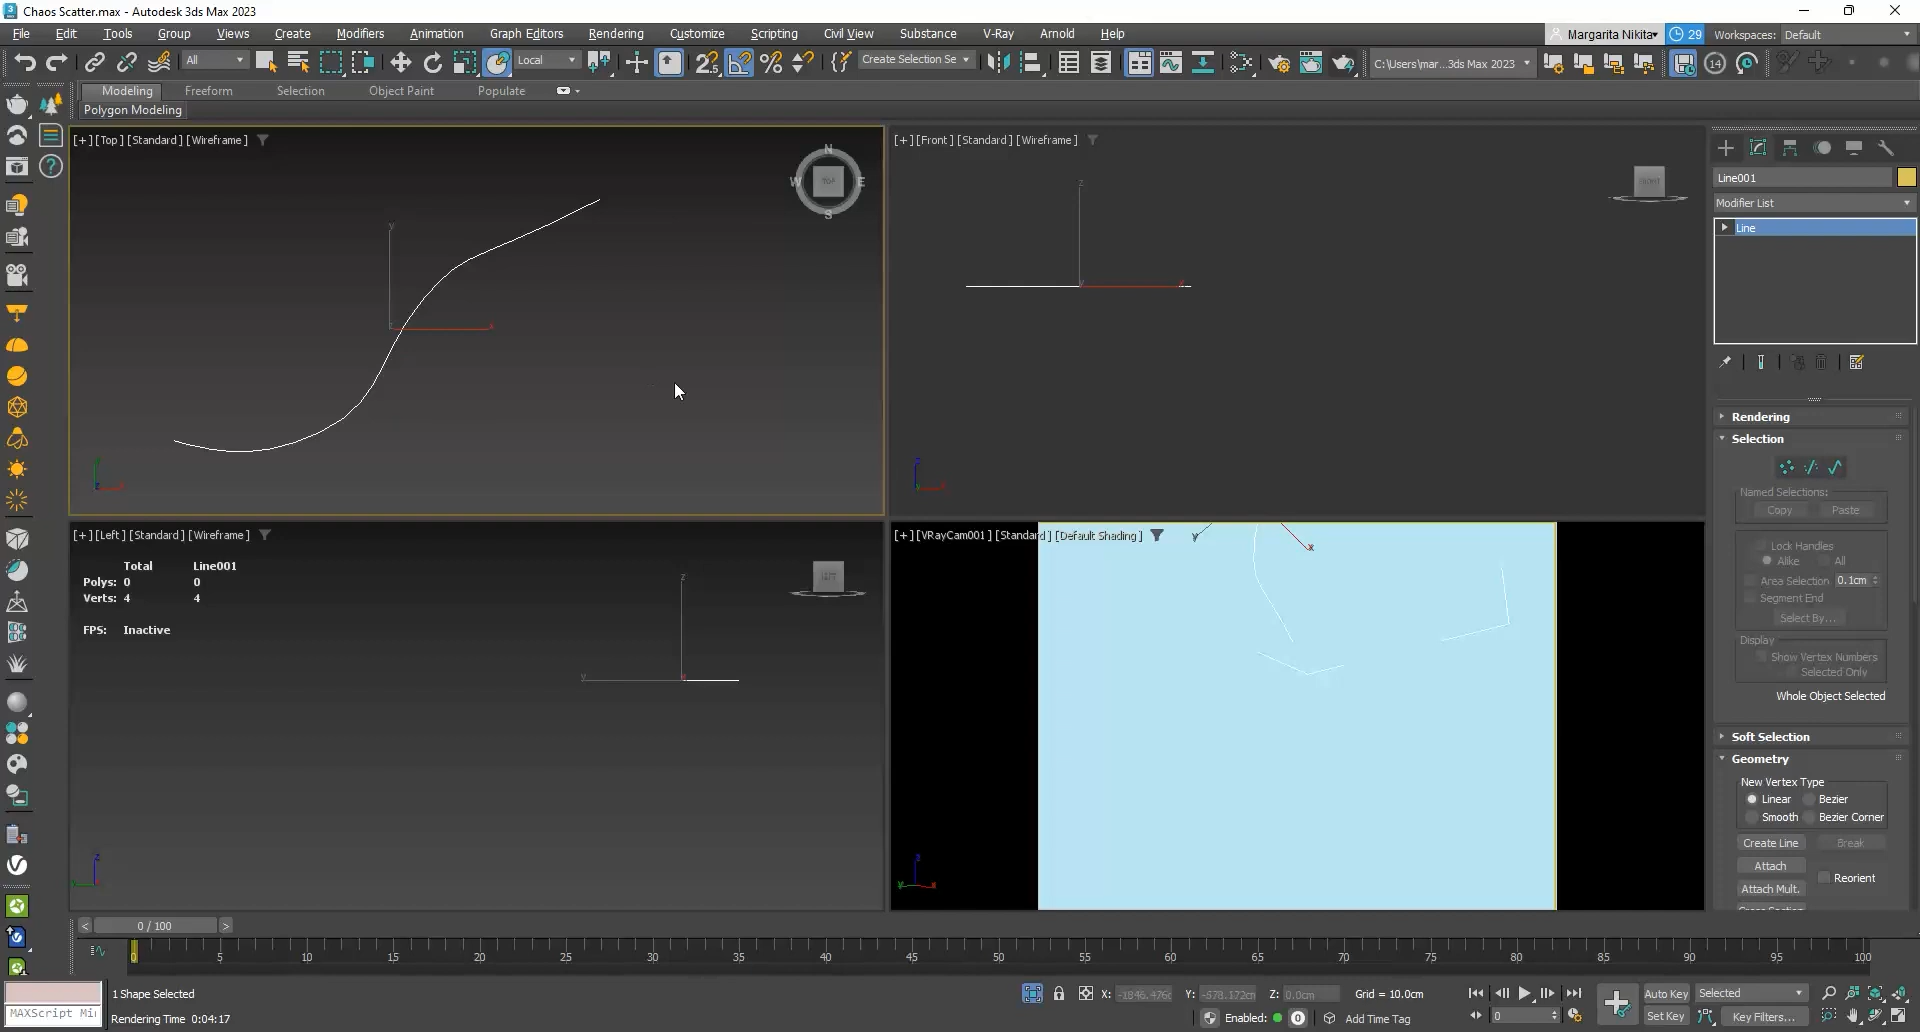 Chaos Scatter.max - Autodesk 3ds Max 2023
File Edit Tools Group Views Create Modifiers Animation Graph Editors Rendering Customize Scripting Civil View Substance V-Ray Arnold Help
Margarita Nikita 29 Workspaces: Default
All Local Create Selection Se C:\Users\mar...3ds Max 2023 14
Modeling Freeform Selection Object Paint Populate
Polygon Modeling
[+] [Top] [Standard] [Wireframe]
[+] [Front] [Standard] [Wireframe]
N
W TOP E
S
y
x
z
FRONT
z
x
Line001
Modifier List
Line
Rendering
Selection
Named Selections:
Copy Paste
Lock Handles
Alike All
Area Selection 0.1cm
Segment End
Select By...
Display
Show Vertex Numbers
Selected Only
Whole Object Selected
Soft Selection
Geometry
New Vertex Type
Linear Bezier
Smooth Bezier Corner
Create Line Break
Attach
Reorient
Attach Mult.
[+] [Left] [Standard] [Wireframe]
Total Line001
Polys: 0 0
Verts: 4 4
FPS: Inactive
LEFT
z
y
[+] [VRayCam001] [Standard] [Default Shading]
y
x
0 / 100
0 5 10 15 20 25 30 35 40 45 50 55 60 65 70 75 80 85 90 95 100
1 Shape Selected
MAXScript Mi
Rendering Time 0:04:17
X: -1846.476c Y: -678.172cm Z: 0.0cm Grid = 10.0cm
Enabled: 0 Add Time Tag
Auto Key Selected
0 Set Key Key Filters...